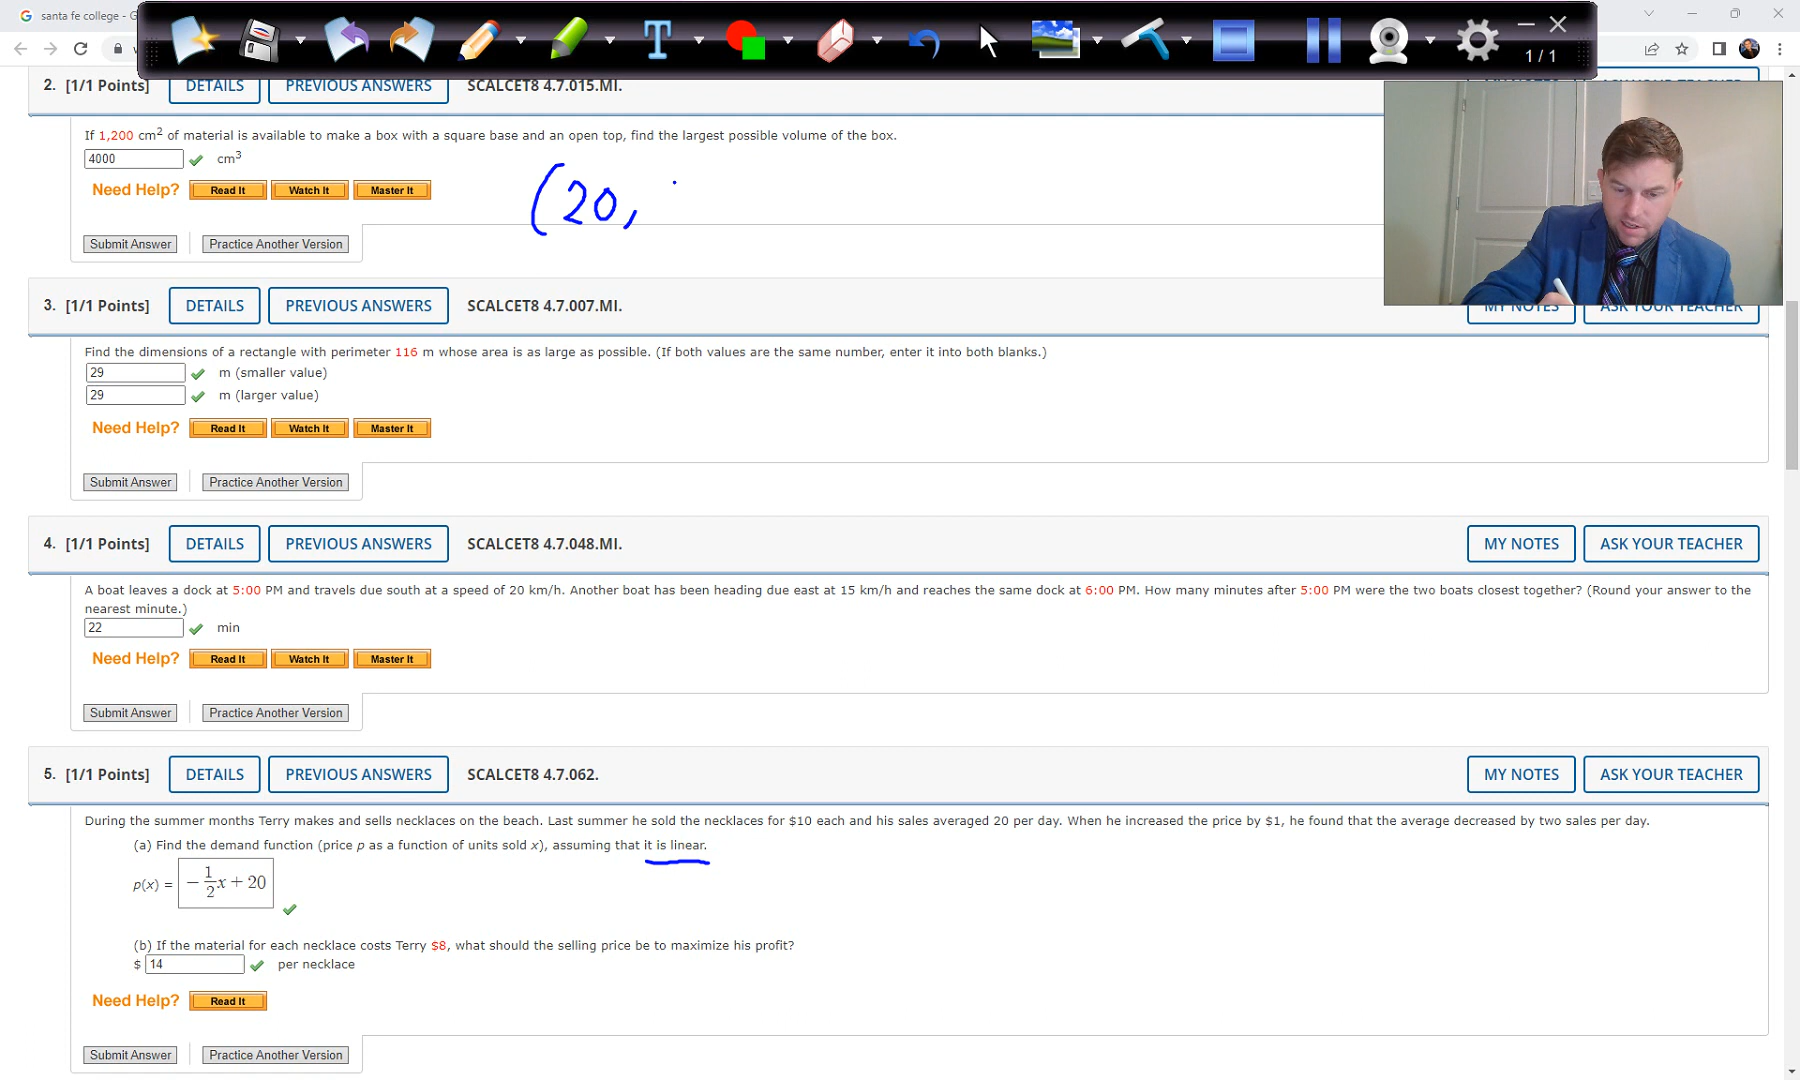 santa fe college - G
1 / 1
2. [1/1 Points] DETAILS PREVIOUS ANSWERS SCALCET8 4.7.015.MI.
If 1,200 cm² of material is available to make a box with a square base and an open top, find the largest possible volume of the box.
4000 cm³
Need Help? Read It Watch It Master It
(20,
Submit Answer Practice Another Version
3. [1/1 Points] DETAILS PREVIOUS ANSWERS SCALCET8 4.7.007.MI. MY NOTES ASK YOUR TEACHER
Find the dimensions of a rectangle with perimeter 116 m whose area is as large as possible. (If both values are the same number, enter it into both blanks.)
29 m (smaller value)
29 m (larger value)
Need Help? Read It Watch It Master It
Submit Answer Practice Another Version
4. [1/1 Points] DETAILS PREVIOUS ANSWERS SCALCET8 4.7.048.MI. MY NOTES ASK YOUR TEACHER
A boat leaves a dock at 5:00 PM and travels due south at a speed of 20 km/h. Another boat has been heading due east at 15 km/h and reaches the same dock at 6:00 PM. How many minutes after 5:00 PM were the two boats closest together? (Round your answer to the
nearest minute.)
22 min
Need Help? Read It Watch It Master It
Submit Answer Practice Another Version
5. [1/1 Points] DETAILS PREVIOUS ANSWERS SCALCET8 4.7.062. MY NOTES ASK YOUR TEACHER
During the summer months Terry makes and sells necklaces on the beach. Last summer he sold the necklaces for $10 each and his sales averaged 20 per day. When he increased the price by $1, he found that the average decreased by two sales per day.
(a) Find the demand function (price p as a function of units sold x), assuming that it is linear.
p(x) = −1/2x + 20
(b) If the material for each necklace costs Terry $8, what should the selling price be to maximize his profit?
$ 14 per necklace
Need Help? Read It
Submit Answer Practice Another Version